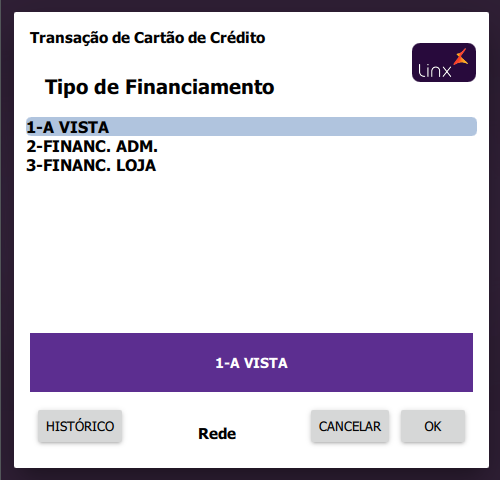 Transação de Cartão de Crédito
linx
Tipo de Financiamento
1-A VISTA
2-FINANC. ADM.
3-FINANC. LOJA
1-A VISTA
HISTÓRICO
Rede
CANCELAR
OK